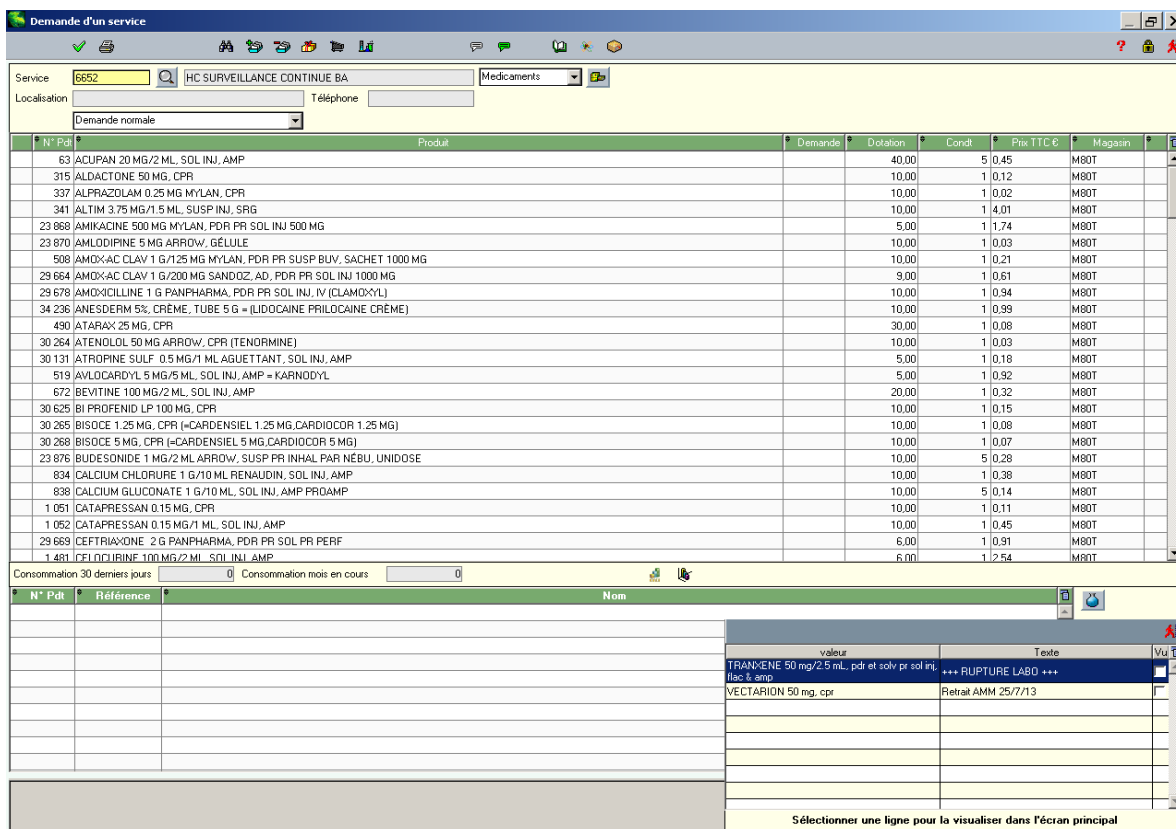 Demande d'un service
Service 6652 HC SURVEILLANCE CONTINUE BA Medicaments
Localisation Téléphone
Demande normale
N° Pdt Produit Demande Dotation Condt Prix TTC € Magasin
63 ACUPAN 20 MG/2 ML, SOL INJ, AMP 40,00 5 0,45 M80T
315 ALDACTONE 50 MG, CPR 10,00 1 0,12 M80T
337 ALPRAZOLAM 0.25 MG MYLAN, CPR 10,00 1 0,02 M80T
341 ALTIM 3.75 MG/1.5 ML, SUSP INJ, SRG 10,00 1 4,01 M80T
23 868 AMIKACINE 500 MG MYLAN, PDR PR SOL INJ 500 MG 5,00 1 1,74 M80T
23 870 AMLODIPINE 5 MG ARROW, GÉLULE 10,00 1 0,03 M80T
508 AMOX-AC CLAV 1 G/125 MG MYLAN, PDR PR SUSP BUV, SACHET 1000 MG 10,00 1 0,21 M80T
29 664 AMOX-AC CLAV 1 G/200 MG SANDOZ, AD, PDR PR SOL INJ 1000 MG 9,00 1 0,61 M80T
29 678 AMOXICILLINE 1 G PANPHARMA, PDR PR SOL INJ, IV (CLAMOXYL) 10,00 1 0,94 M80T
34 236 ANESDERM 5%, CRÈME, TUBE 5 G = (LIDOCAINE PRILOCAINE CRÈME) 10,00 1 0,99 M80T
490 ATARAX 25 MG, CPR 30,00 1 0,08 M80T
30 264 ATENOLOL 50 MG ARROW, CPR (TENORMINE) 10,00 1 0,03 M80T
30 131 ATROPINE SULF 0.5 MG/1 ML AGUETTANT, SOL INJ, AMP 5,00 1 0,18 M80T
519 AVLOCARDYL 5 MG/5 ML, SOL INJ, AMP = KARNODYL 5,00 1 0,92 M80T
672 BEVITINE 100 MG/2 ML, SOL INJ, AMP 20,00 1 0,32 M80T
30 625 BI PROFENID LP 100 MG, CPR 10,00 1 0,15 M80T
30 265 BISOCE 1.25 MG, CPR (=CARDENSIEL 1.25 MG,CARDIOCOR 1.25 MG) 10,00 1 0,08 M80T
30 268 BISOCE 5 MG, CPR (=CARDENSIEL 5 MG,CARDIOCOR 5 MG) 10,00 1 0,07 M80T
23 876 BUDESONIDE 1 MG/2 ML ARROW, SUSP PR INHAL PAR NÉBU, UNIDOSE 10,00 5 0,28 M80T
834 CALCIUM CHLORURE 1 G/10 ML RENAUDIN, SOL INJ, AMP 10,00 1 0,38 M80T
838 CALCIUM GLUCONATE 1 G/10 ML, SOL INJ, AMP PROAMP 10,00 5 0,14 M80T
1 051 CATAPRESSAN 0.15 MG, CPR 10,00 1 0,11 M80T
1 052 CATAPRESSAN 0.15 MG/1 ML, SOL INJ, AMP 10,00 1 0,45 M80T
29 669 CEFTRIAXONE 2 G PANPHARMA, PDR PR SOL PR PERF 6,00 1 0,91 M80T
1 481 CELOCURINE 100 MG/2 ML, SOL INJ, AMP 6,00 1 2,54 M80T
Consommation 30 derniers jours 0 Consommation mois en cours 0
N° Pdt Référence Nom
valeur Texte Vu
TRANXENE 50 mg/2.5 mL, pdr et solv pr sol inj, +++ RUPTURE LABO +++
flac & amp
VECTARION 50 mg, cpr Retrait AMM 25/7/13
Sélectionner une ligne pour la visualiser dans l'écran principal